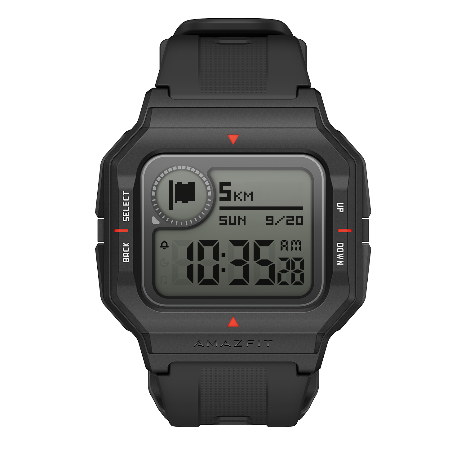 5KM
SUN 9/20
SELECT
UP
BACK
DOWN
10:35 28 AM
AMAZFIT